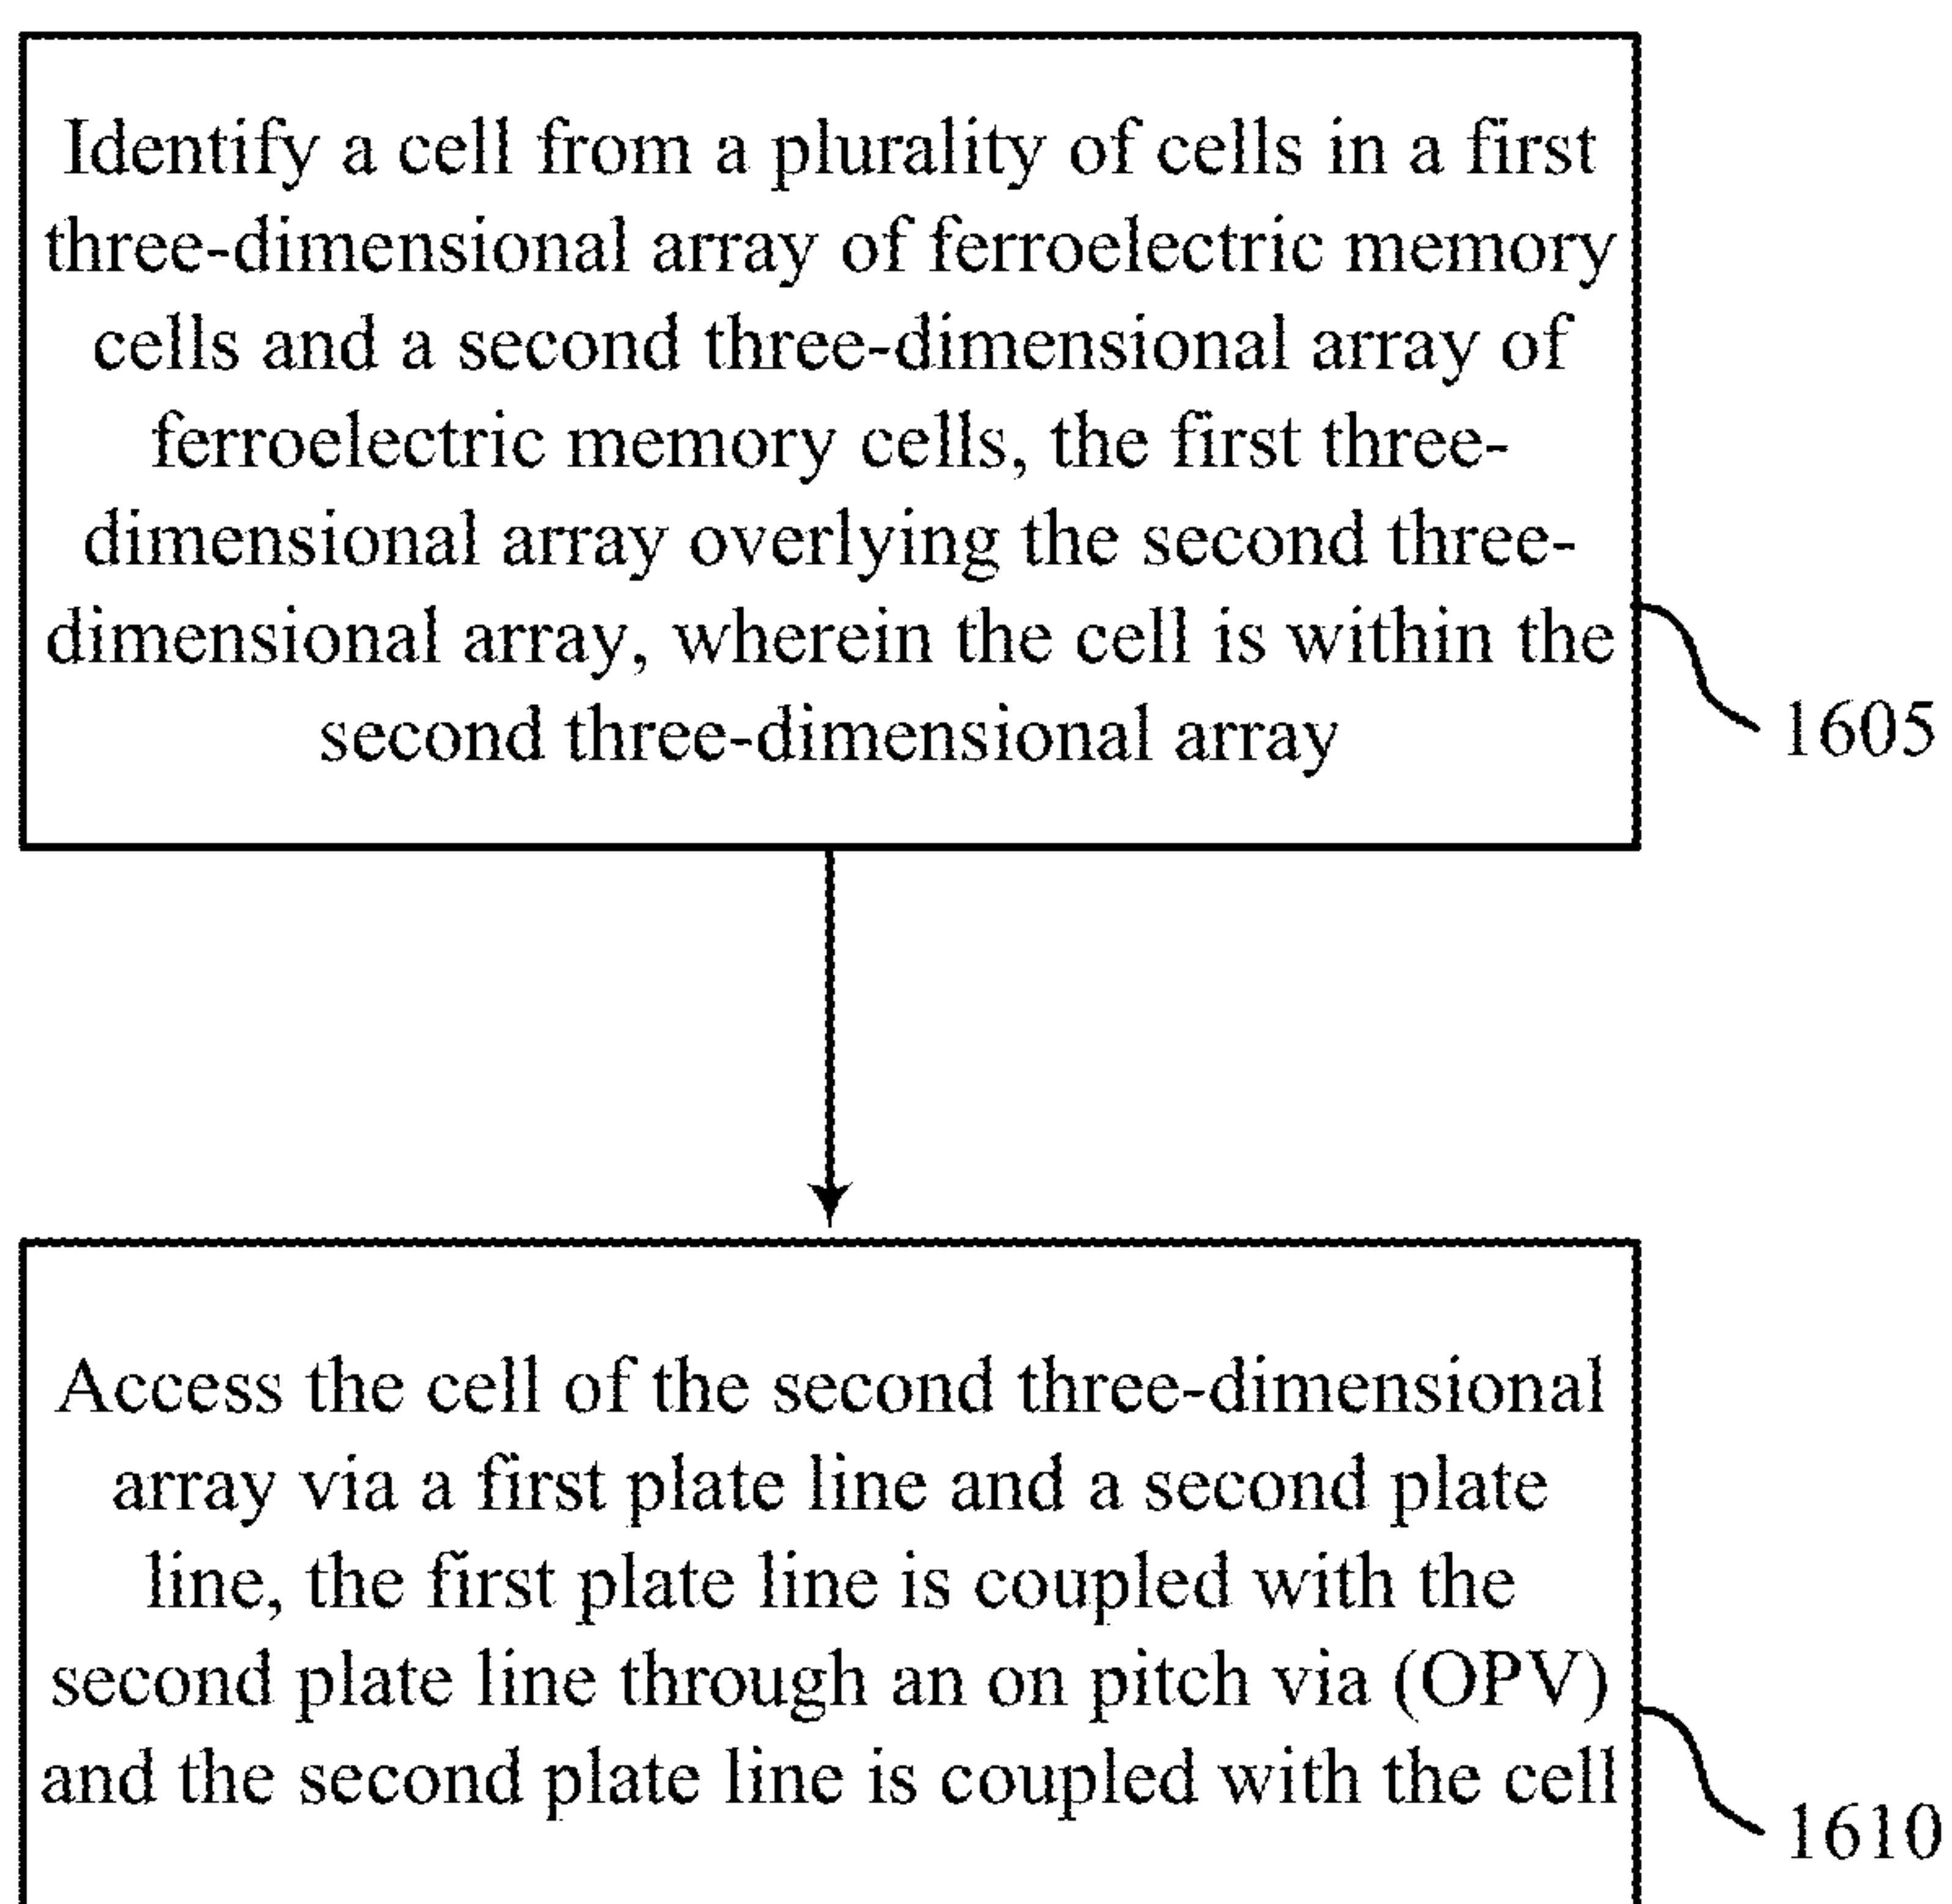 Identify a cell from a plurality of cells in a first
three-dimensional array of ferroelectric memory
cells and a second three-dimensional array of
ferroelectric memory cells, the first three-
dimensional array overlying the second three-
dimensional array, wherein the cell is within the
second three-dimensional array
1605
Access the cell of the second three-dimensional
array via a first plate line and a second plate
line, the first plate line is coupled with the
second plate line through an on pitch via (OPV)
and the second plate line is coupled with the cell
1610